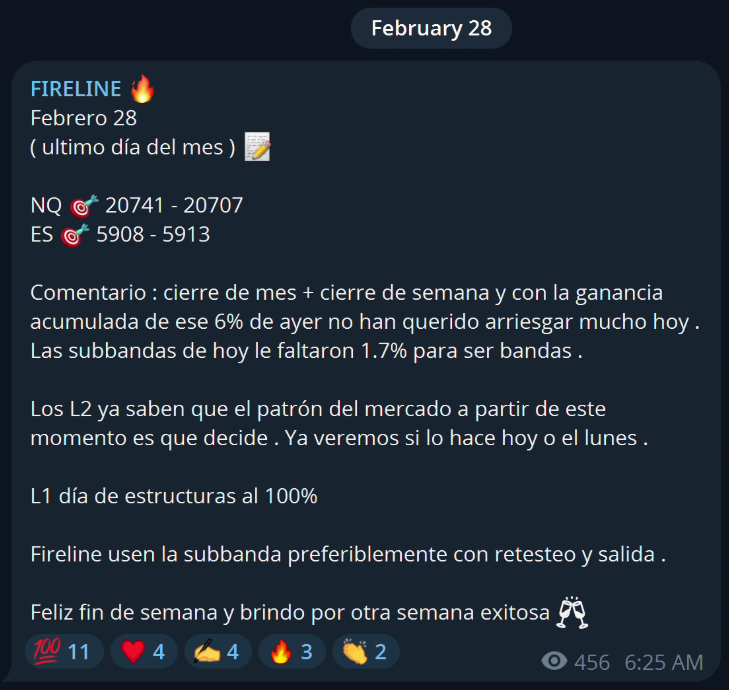 February 28
FIRELINE 🔥
Febrero 28
( ultimo día del mes ) 📝
NQ 🎯 20741 - 20707
ES 🎯 5908 - 5913
Comentario : cierre de mes + cierre de semana y con la ganancia
acumulada de ese 6% de ayer no han querido arriesgar mucho hoy .
Las subbandas de hoy le faltaron 1.7% para ser bandas .
Los L2 ya saben que el patrón del mercado a partir de este
momento es que decide . Ya veremos si lo hace hoy o el lunes .
L1 día de estructuras al 100%
Fireline usen la subbanda preferiblemente con retesteo y salida .
Feliz fin de semana y brindo por otra semana exitosa 🥂
💯 11 ❤️ 4 ✍️ 4 🔥 3 👏 2 456 6:25 AM